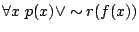 ∀x p(x) ∨ ∼ r(f(x))